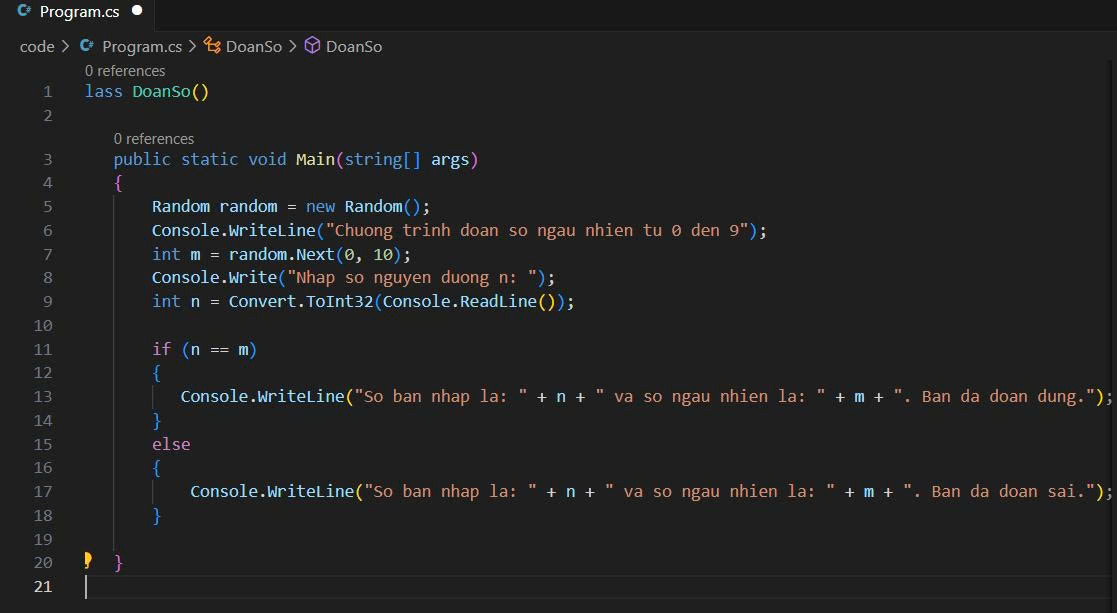 Program.cs
code > Program.cs > DoanSo > DoanSo
0 references
1 lass DoanSo()
2
0 references
3 public static void Main(string[] args)
4 {
5 Random random = new Random();
6 Console.WriteLine("Chuong trinh doan so ngau nhien tu 0 den 9");
7 int m = random.Next(0, 10);
8 Console.Write("Nhap so nguyen duong n: ");
9 int n = Convert.ToInt32(Console.ReadLine());
10
11 if (n == m)
12 {
13 Console.WriteLine("So ban nhap la: " + n + " va so ngau nhien la: " + m + ". Ban da doan dung.");
14 }
15 else
16 {
17 Console.WriteLine("So ban nhap la: " + n + " va so ngau nhien la: " + m + ". Ban da doan sai.");
18 }
19
20 }
21